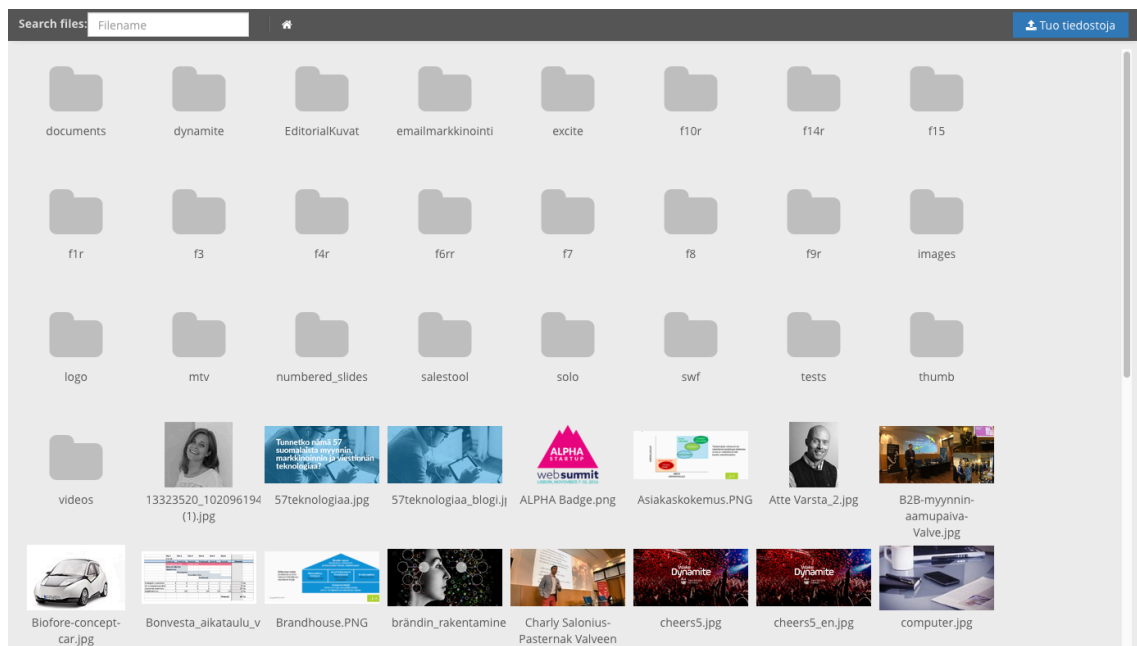 Search files: Filename
Tuo tiedostoja
documents
dynamite
EditorialKuvat
emailmarkkinointi
excite
f10r
f14r
f15
f1r
f3
f4r
f6rr
f7
f8
f9r
images
logo
mtv
numbered_slides
salestool
solo
swf
tests
thumb
Tunnetko nämä 57
suomalaista myynnin,
markkinoinnin ja viestinnän
teknologiaa?
ALPHA
STARTUP
websummit
videos
13323520_102096194
(1).jpg
57teknologiaa.jpg
57teknologiaa_blogi.j
ALPHA Badge.png
Asiakaskokemus.PNG
Atte Varsta_2.jpg
B2B-myynnin-
aamupaiva-
Valve.jpg
Dynamite
Dynamite
Biofore-concept-
car.jpg
Bonvesta_aikataulu_v
Brandhouse.PNG
brändin_rakentamine
Charly Salonius-
Pasternak Valveen
cheers5.jpg
cheers5_en.jpg
computer.jpg